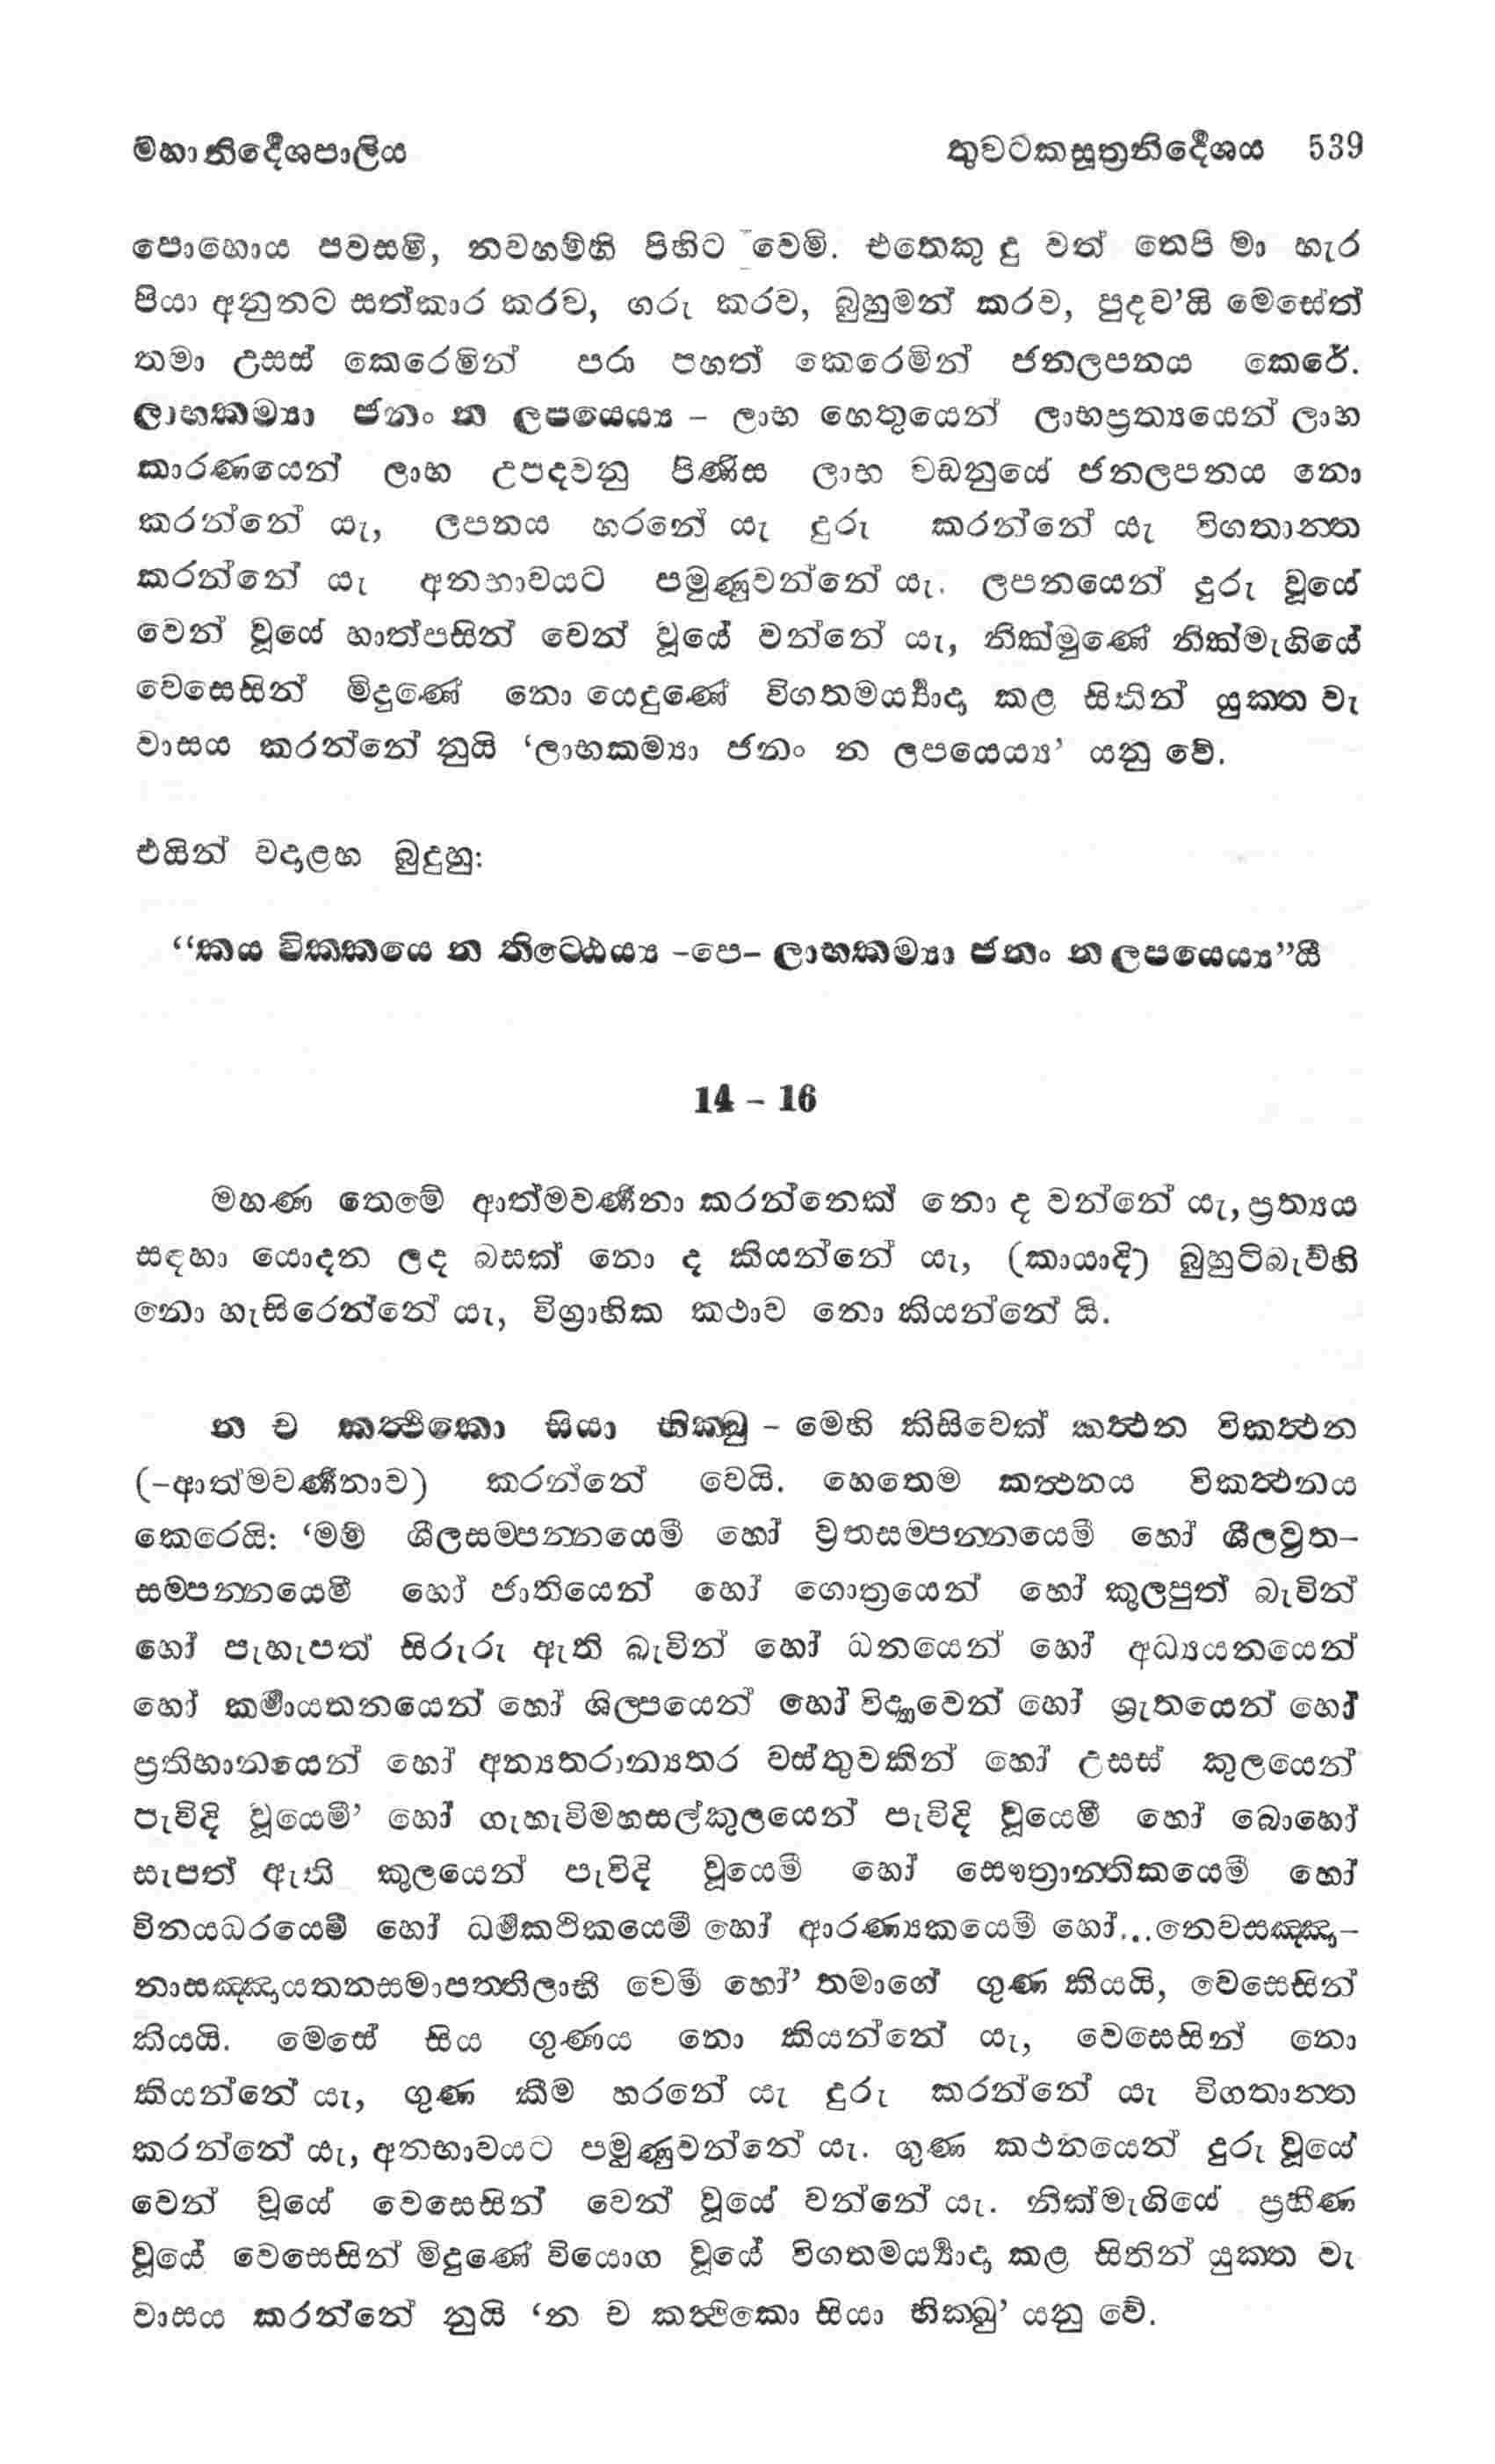 මහානිර්දේශපාලිය තුවටකසූත්‍රනිර්දේශය 539
පොහොය පවසමි, නවහම්හි පිහිට වෙමි. එතෙකු දු වත් තෙපි මා හැර
පියා අනුනට සත්කාර කරව, ගරු කරව, බුහුමන් කරව, පුදව’යි මෙසේත්
තමා උසස් කෙරෙමින් පරා පහත් කෙරෙමින් ජනලපනය කෙරේ.
ලාභකම්‍යා ජනං න ලපයෙය්‍ය – ලාභ හෙතුයෙන් ලාභප්‍රත්‍යයෙන් ලාභ
කාරණයෙන් ලාභ උපදවනු පිණිස ලාභ වඩනුයේ ජනලපනය නො
කරන්නේ යැ, ලපනය හරනේ යැ දුරු කරන්නේ යැ විගතාන්ත
කරන්නේ යැ අනභාවයට පමුණුවන්නේ යැ. ලපනයෙන් දුරු වූයේ
වෙන් වූයේ හාත්පසින් වෙන් වූයේ වන්නේ යැ, නික්මුණේ නික්මැගියේ
වෙසෙසින් මිදුණේ නො යෙදුණේ විගතමර්‍ය්‍යාදා කළ සිතින් යුක්ත වැ
වාසය කරන්නේ නුයි ‘ලාභකම්‍යා ජනං න ලපයෙය්‍ය’ යනු වේ.
එයින් වදාළහ බුදුහු:
“කය වික්කයෙ න තිට්ඨෙය්‍ය –පෙ– ලාභකම්‍යා ජනං න ලපයෙය්‍ය”යි
14 – 16
මහණ තෙමේ ආත්මවර්ණනා කරන්නෙක් නො ද වන්නේ යැ, ප්‍රත්‍යය
සඳහා යොදන ලද බසක් නො ද කියන්නේ යැ, (කායාදි) බුහුටිබැව්හි
නො හැසිරෙන්නේ යැ, විග්‍රාහික කථාව නො කියන්නේ යි.
න ච කත්ථිකො සියා භික්ඛු – මෙහි කිසිවෙක් කත්ථන විකත්ථන
(–ආත්මවර්ණනාව) කරන්නේ වෙයි. හෙතෙම කත්ථනය විකත්ථනය
කෙරෙයි: ‘මම් ශීලසම්පන්නයෙමි හෝ ව්‍රතසම්පන්නයෙමි හෝ ශීලව්‍රත–
සම්පන්නයෙමි හෝ ජාතියෙන් හෝ ගොත්‍රයෙන් හෝ කුලපුත් බැවින්
හෝ පැහැපත් සිරුරු ඇති බැවින් හෝ ධනයෙන් හෝ අධ්‍යයනයෙන්
හෝ කර්මායතනයෙන් හෝ ශිල්පයෙන් හෝ විද්‍යාවෙන් හෝ ශ්‍රැතයෙන් හෝ
ප්‍රතිභානයෙන් හෝ අන්‍යතරාන්‍යතර වස්තුවකින් හෝ උසස් කුලයෙන්
පැවිදි වූයෙමි’ හෝ ගැහැවිමහසල්කුලයෙන් පැවිදි වූයෙමි හෝ බොහෝ
සැපත් ඇති කුලයෙන් පැවිදි වූයෙමි හෝ සෞත්‍රාන්තිකයෙමි හෝ
විනයධරයෙමි හෝ ධර්මකථිකයෙමි හෝ ආරණ්‍යකයෙමි හෝ...නෙවසඤ්ඤා–
නාසඤ්ඤායතනසමාපත්තිලාභී වෙමි හෝ’ තමාගේ ගුණ කියයි, වෙසෙසින්
කියයි. මෙසේ සිය ගුණය නො කියන්නේ යැ, වෙසෙසින් නො
කියන්නේ යැ, ගුණ කීම හරනේ යැ දුරු කරන්නේ යැ විගතාන්ත
කරන්නේ යැ, අනභාවයට පමුණුවන්නේ යැ. ගුණ කථනයෙන් දුරු වූයේ
වෙන් වූයේ වෙසෙසින් වෙන් වූයේ වන්නේ යැ. නික්මැගියේ ප්‍රහීණ
වූයේ වෙසෙසින් මිදුණේ වියොග වූයේ විගතමර්‍ය්‍යාදා කළ සිතින් යුක්ත වැ
වාසය කරන්නේ නුයි ‘න ච කත්ථිකො සියා භික්ඛු’ යනු වේ.